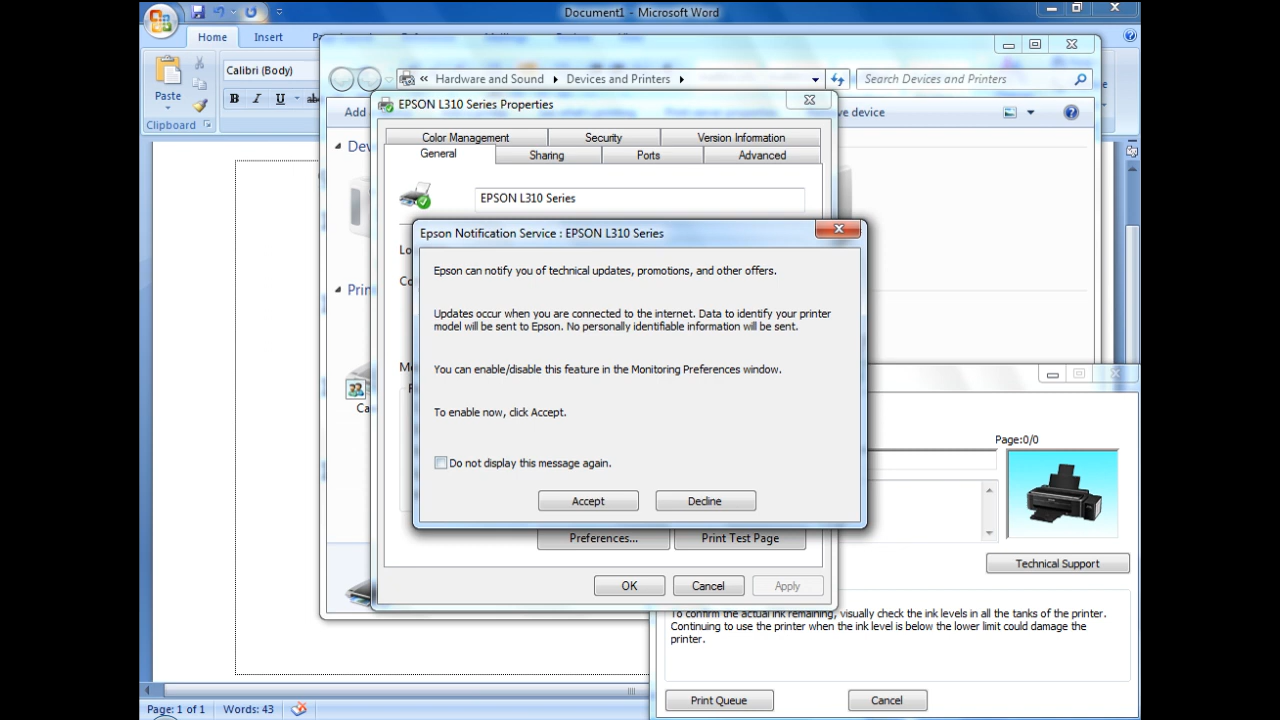 Document1 - Microsoft Word
Home Insert
Calibri (Body)
Paste
B I U abe
Clipboard
« Hardware and Sound Devices and Printers Search Devices and Printers
Add device
EPSON L310 Series Properties
Color Management Security Version Information
General Sharing Ports Advanced
EPSON L310 Series
Epson Notification Service : EPSON L310 Series
Epson can notify you of technical updates, promotions, and other offers.
Updates occur when you are connected to the internet. Data to identify your printer
model will be sent to Epson. No personally identifiable information will be sent.
You can enable/disable this feature in the Monitoring Preferences window.
To enable now, click Accept.
Do not display this message again.
Accept Decline
Preferences... Print Test Page
OK Cancel Apply
Page:0/0
Technical Support
To confirm the actual ink remaining, visually check the ink levels in all the tanks of the printer.
Continuing to use the printer when the ink level is below the lower limit could damage the
printer.
Print Queue Cancel
Page: 1 of 1 Words: 43